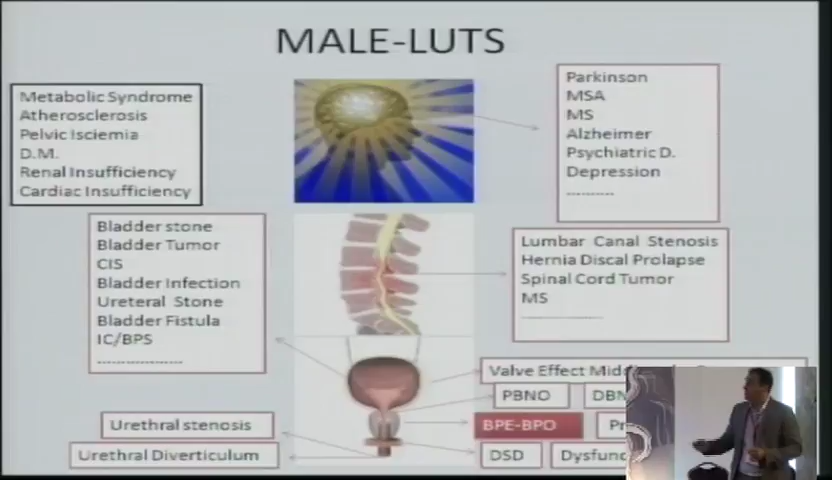 MALE-LUTS
Metabolic Syndrome
Atherosclerosis
Pelvic Isciemia
D.M.
Renal Insufficiency
Cardiac Insufficiency
Parkinson
MSA
MS
Alzheimer
Psychiatric D.
Depression
----------
Bladder stone
Bladder Tumor
CIS
Bladder Infection
Ureteral Stone
Bladder Fistula
IC/BPS
------------------
Lumbar Canal Stenosis
Hernia Discal Prolapse
Spinal Cord Tumor
MS
-----------------
Valve Effect
PBNO
BPE-BPO
DSD
Urethral stenosis
Urethral Diverticulum